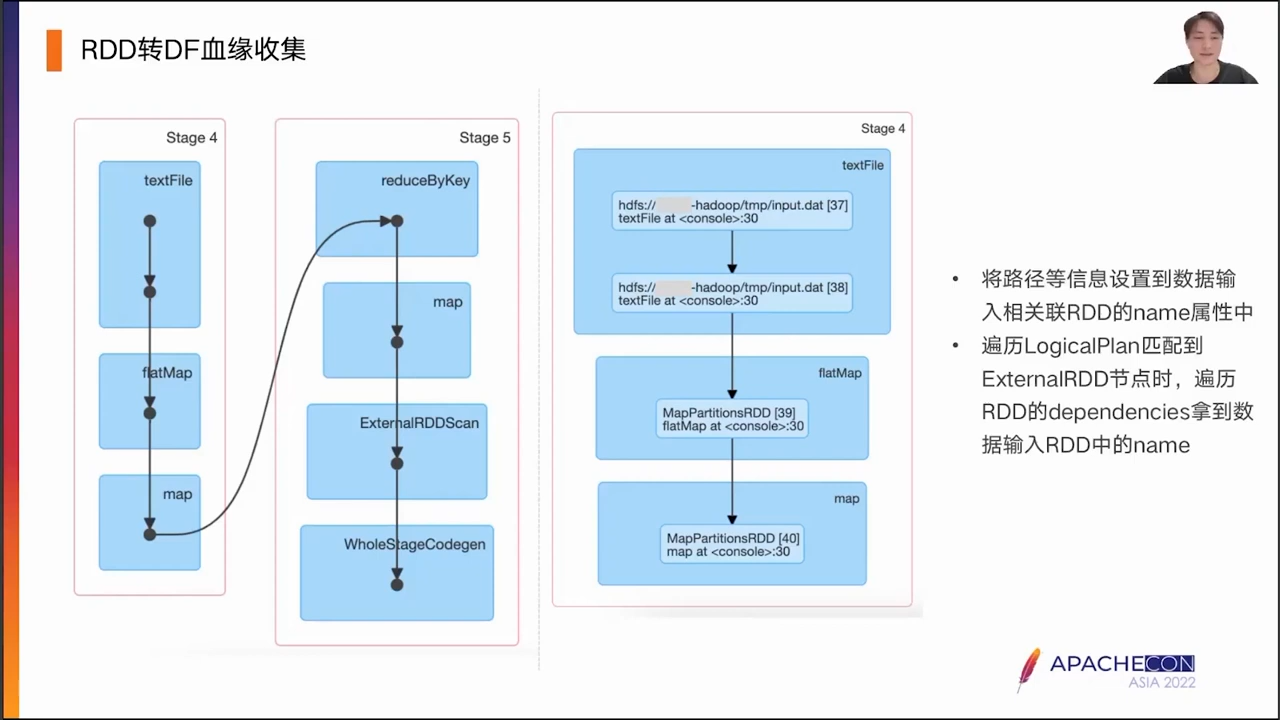 RDD转DF血缘收集
Stage 4
textFile
flatMap
map
Stage 5
reduceByKey
map
ExternalRDDScan
WholeStageCodegen
Stage 4
textFile
hdfs:// -hadoop/tmp/input.dat [37]
textFile at <console>:30
hdfs:// -hadoop/tmp/input.dat [38]
textFile at <console>:30
flatMap
MapPartitionsRDD [39]
flatMap at <console>:30
map
MapPartitionsRDD [40]
map at <console>:30
• 将路径等信息设置到数据输
入相关联RDD的name属性中
• 遍历LogicalPlan匹配到
ExternalRDD节点时，遍历
RDD的dependencies拿到数
据输入RDD中的name
APACHECON
ASIA 2022